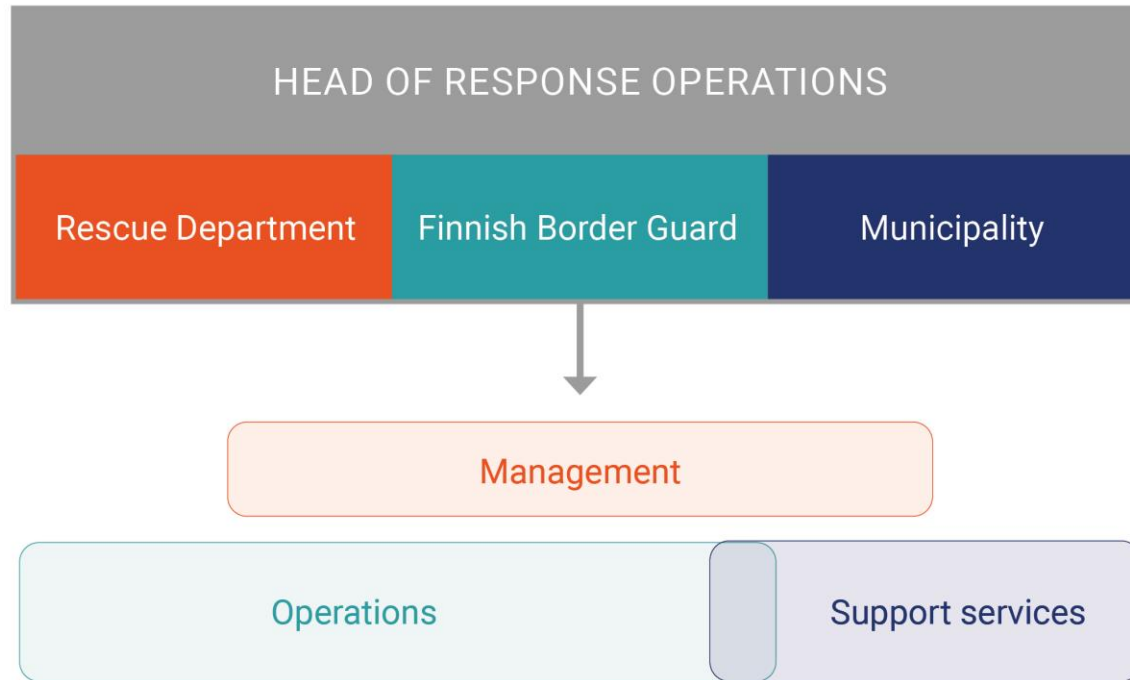 HEAD OF RESPONSE OPERATIONS
Rescue Department
Finnish Border Guard
Municipality
Management
Operations
Support services